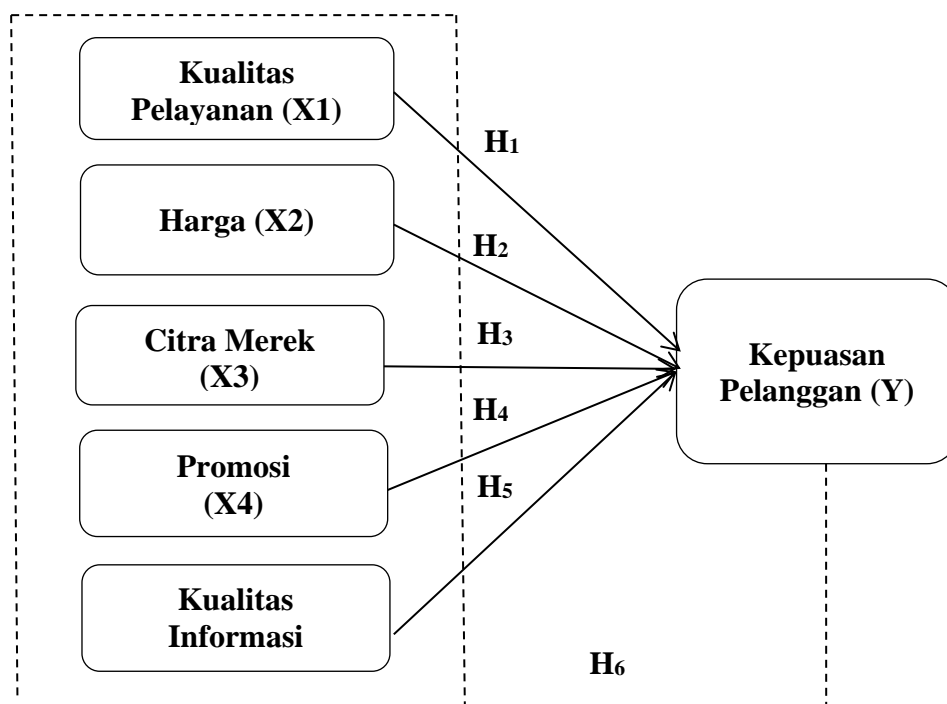 Kualitas
Pelayanan (X1)
H1
Harga (X2)
H2
Citra Merek
(X3)
H3
Kepuasan
Pelanggan (Y)
Promosi
(X4)
H4
H5
Kualitas
Informasi
H6